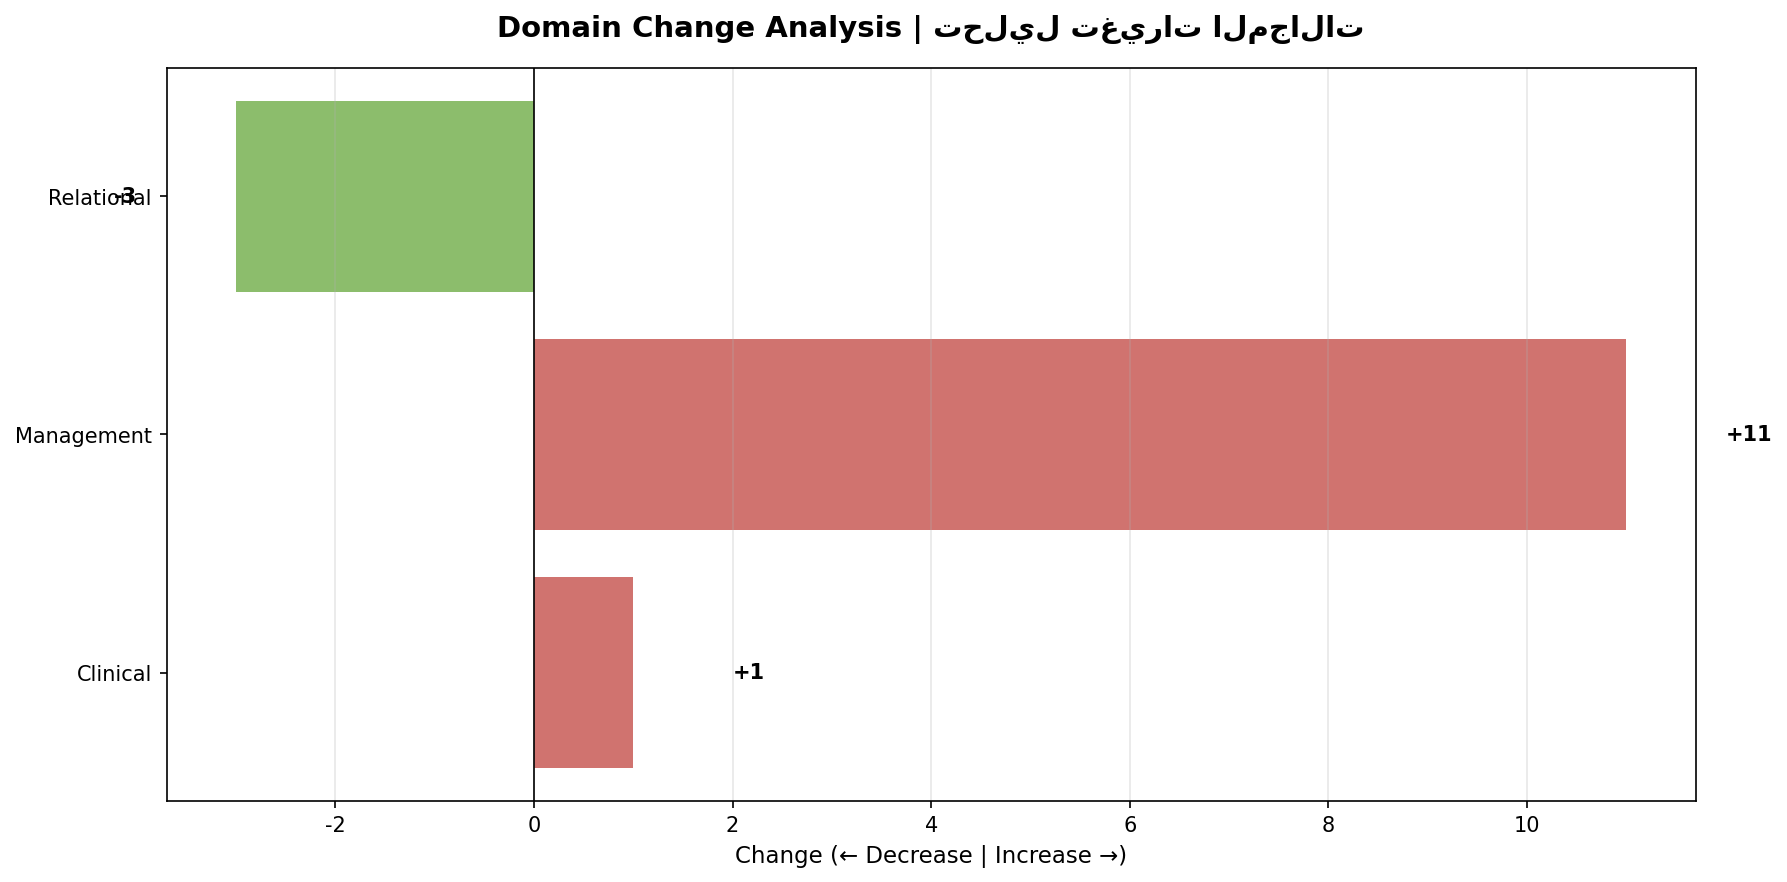 Domain Change Analysis | تحليل تغيرات المجالات
Relational
-3
Management
+11
Clinical
+1
-2 0 2 4 6 8 10
Change (← Decrease | Increase →)